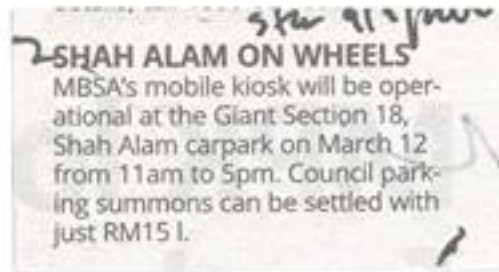 SHAH ALAM ON WHEELS
MBSA's mobile kiosk will be oper-
ational at the Giant Section 18,
Shah Alam carpark on March 12
from 11am to 5pm. Council park-
ing summons can be settled with
just RM15 l.